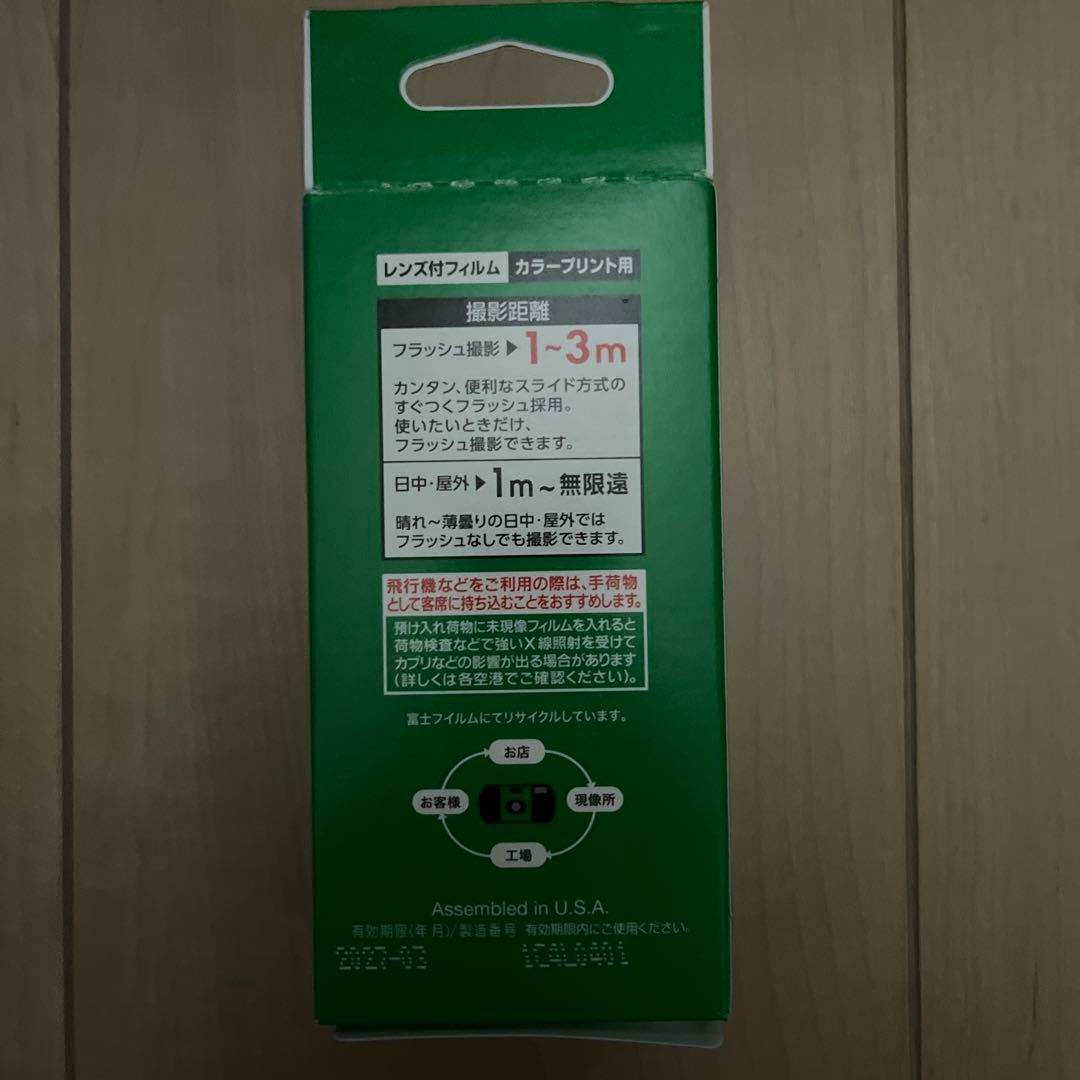 レンズ付フィルム カラープリント用
撮影距離
フラッシュ撮影▶1~3m
カンタン、便利なスライド方式の
すぐつくフラッシュ採用。
使いたいときだけ、
フラッシュ撮影できます。
日中・屋外▶1m~無限遠
晴れ~薄曇りの日中・屋外では
フラッシュなしでも撮影できます。
飛行機などをご利用の際は、手荷物
として客席に持ち込むことをおすすめします。
預け入れ荷物に未現像フィルムを入れると
荷物検査などで強いX線照射を受けて
カブリなどの影響が出る場合があります
(詳しくは各空港でご確認ください)。
富士フイルムにてリサイクルしています。
お店
お客様
現像所
工場
Assembled in U.S.A.
有効期限(年月)/製造番号 有効期限内にご使用ください。
2027-03 1CAL0401